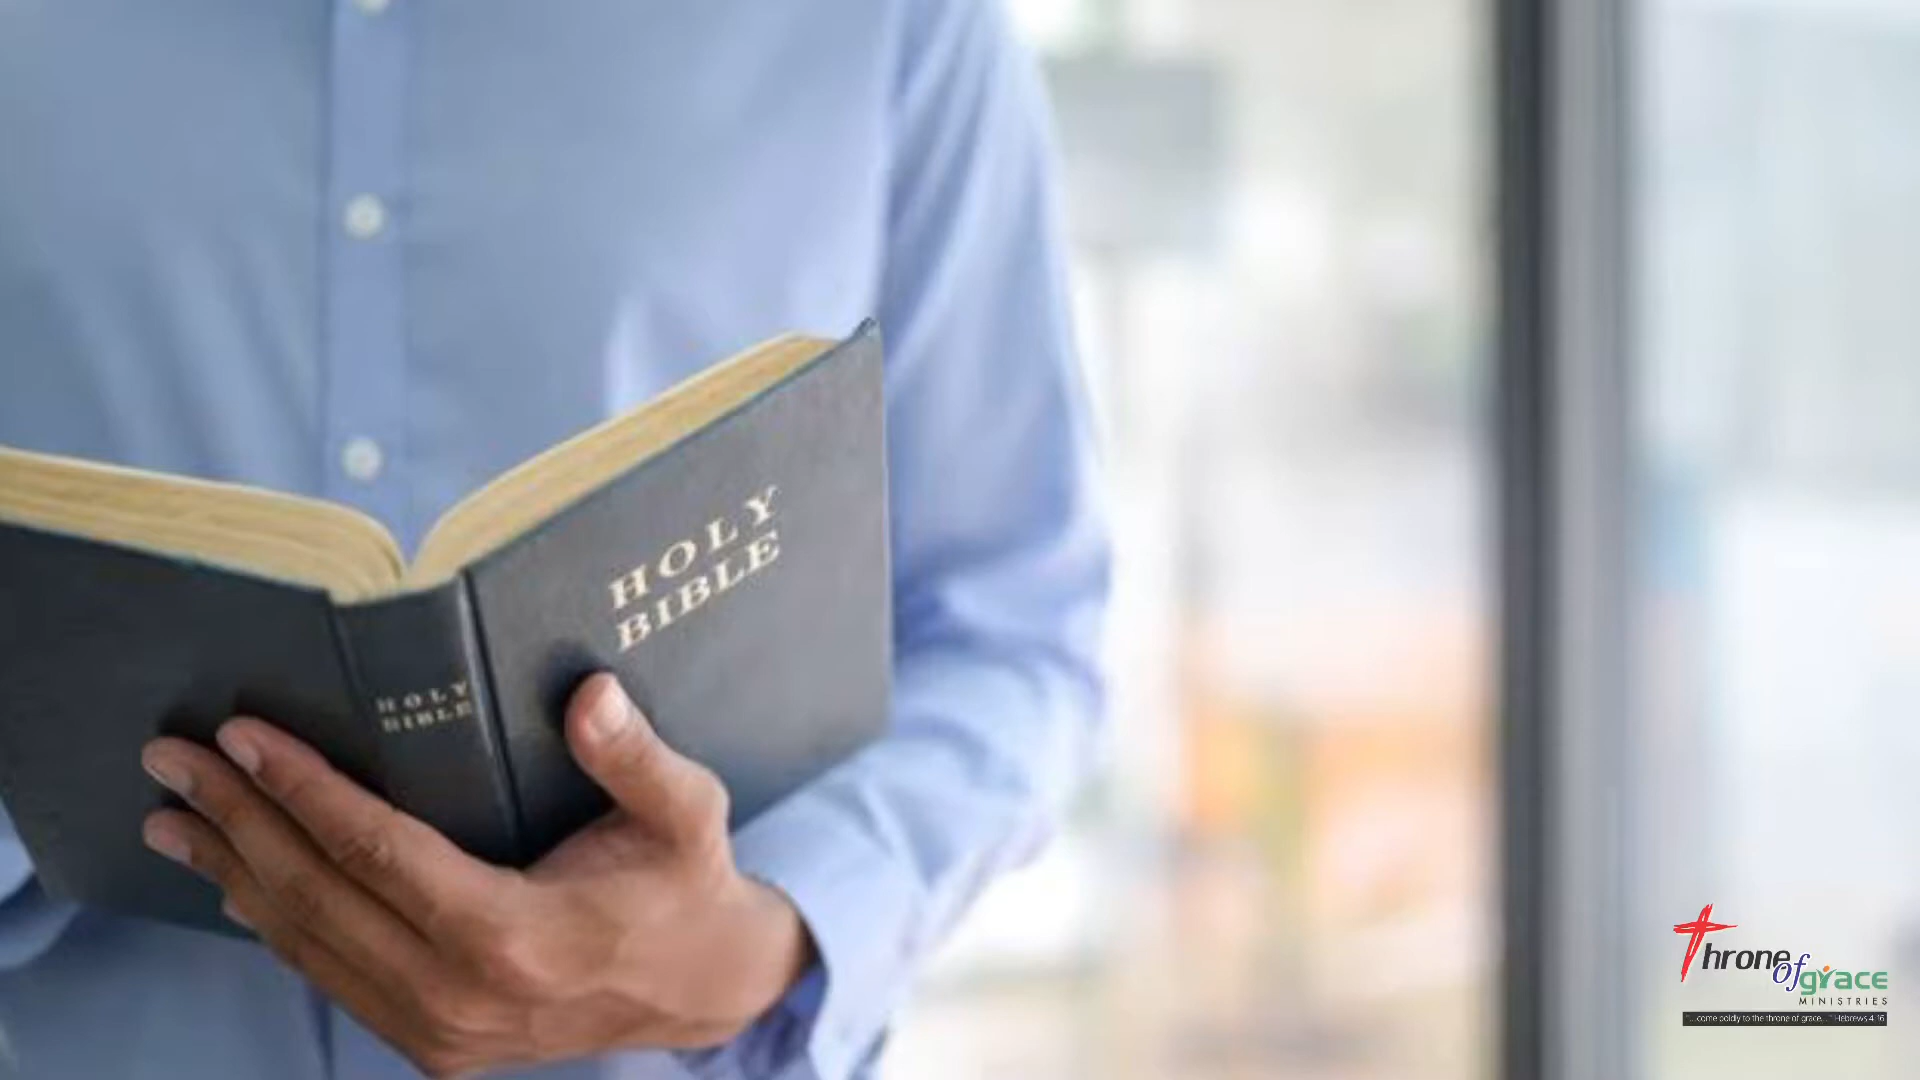 HOLY
BIBLE
HOLY
BIBLE
Throne
of grace
MINISTRIES
"...come boldly to the throne of grace,..." Hebrews 4:16